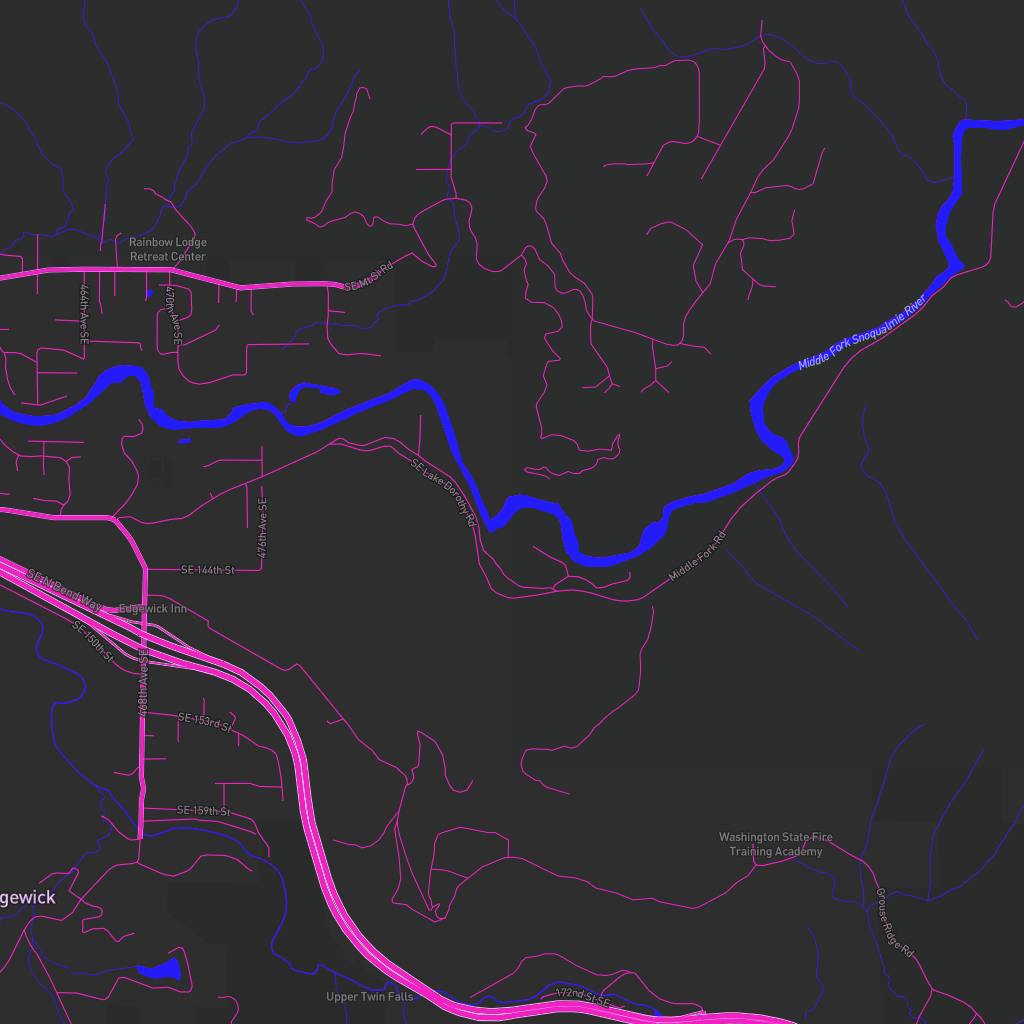 Rainbow Lodge
Retreat Center
SE Mt Si Rd
464th Ave SE
470th Ave SE
Middle Fork Snoqualmie River
SE Lake Dorothy Rd
476th Ave SE
Middle Fork Rd
SE 144th St
SE N Bend Way
Edgewick Inn
SE 150th St
468th Ave SE
SE 153rd St
SE 159th St
Washington State Fire
Training Academy
gewick
Grouse Ridge Rd
Upper Twin Falls
172nd St SE